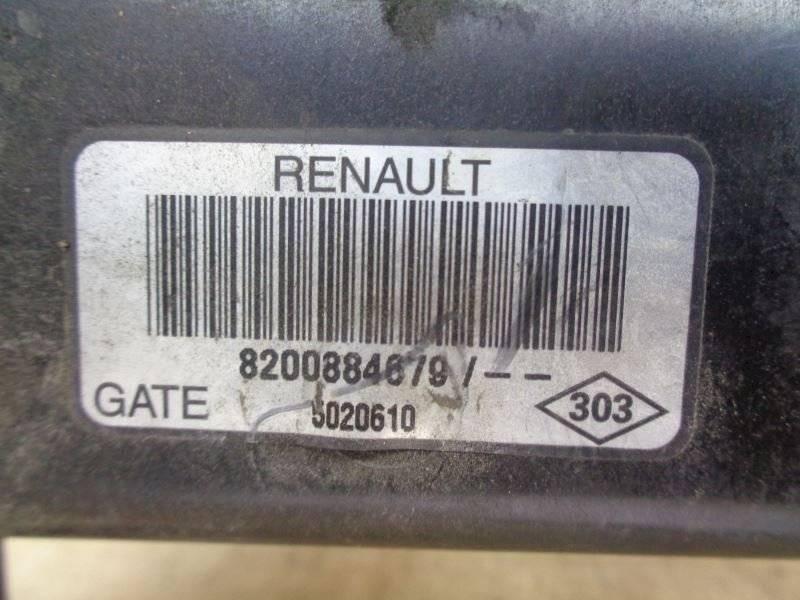 RENAULT
8200884679 / – –
GATE 5020610 303